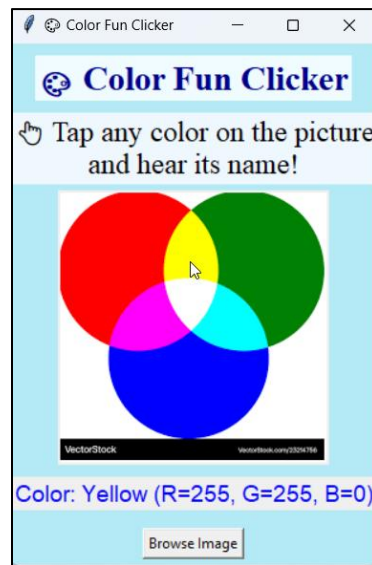 Color Fun Clicker
Color Fun Clicker
Tap any color on the picture
and hear its name!
VectorStock
VectorStock.com/23214756
Color: Yellow (R=255, G=255, B=0)
Browse Image